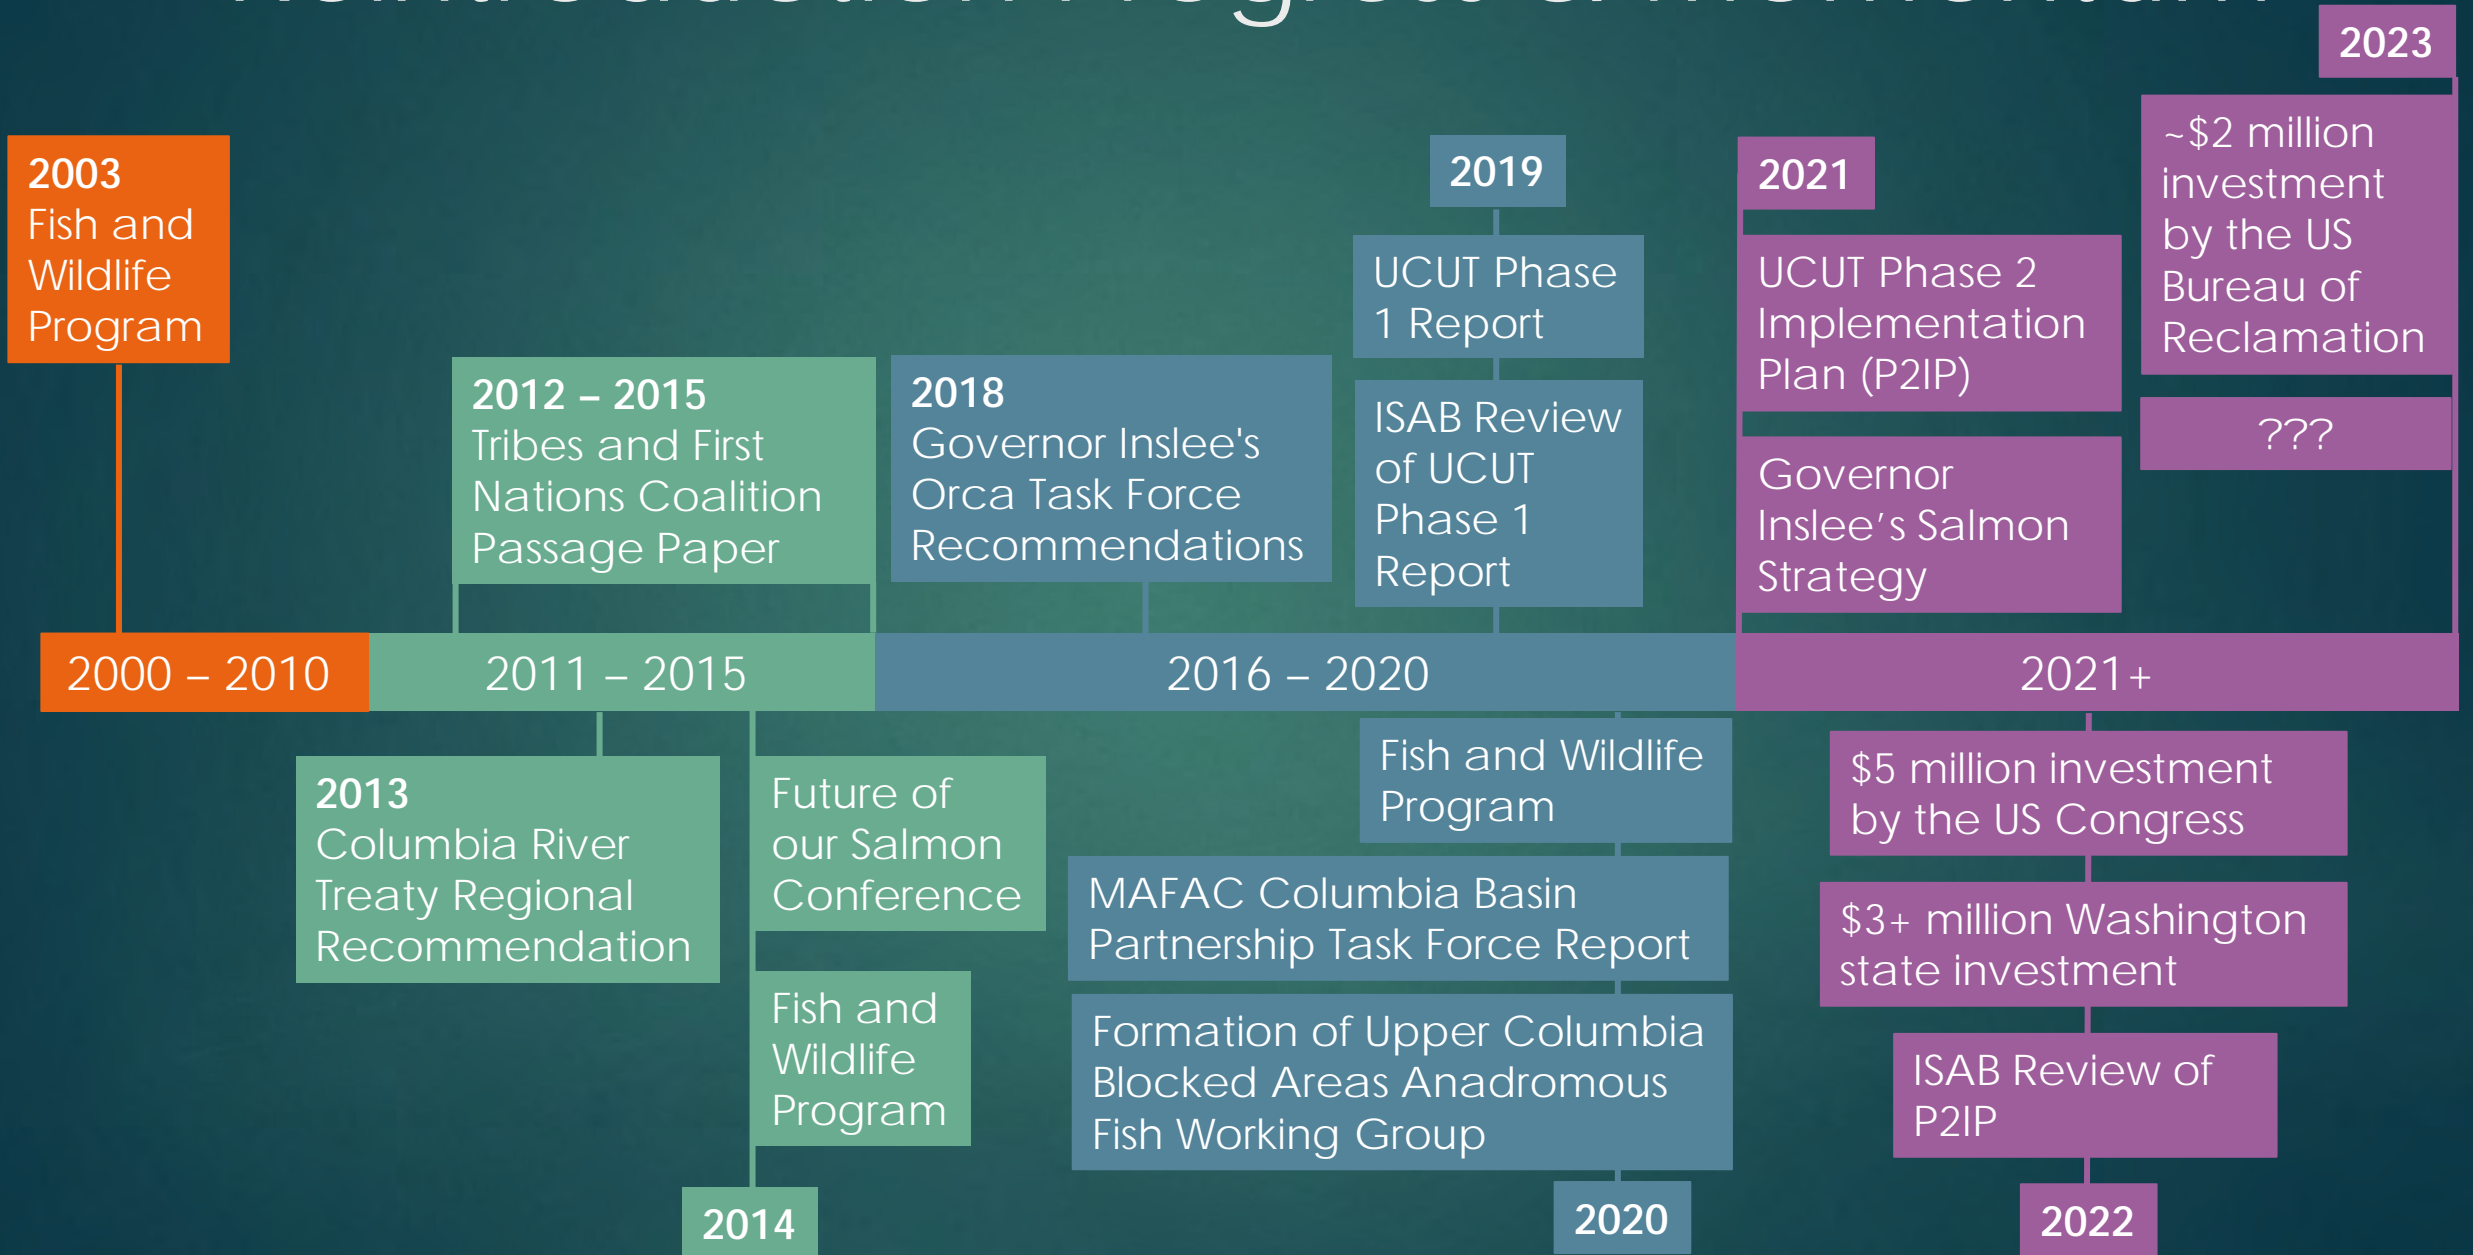 Reintroduction Progress & Momentum
2023
2003
Fish and
Wildlife
Program
2012 – 2015
Tribes and First
Nations Coalition
Passage Paper
2018
Governor Inslee's
Orca Task Force
Recommendations
2019
UCUT Phase
1 Report
ISAB Review
of UCUT
Phase 1
Report
2021
UCUT Phase 2
Implementation
Plan (P2IP)
Governor
Inslee’s Salmon
Strategy
~$2 million
investment
by the US
Bureau of
Reclamation
???
2000 – 2010
2011 – 2015
2016 – 2020
2021+
2013
Columbia River
Treaty Regional
Recommendation
Future of
our Salmon
Conference
Fish and
Wildlife
Program
2014
Fish and Wildlife
Program
MAFAC Columbia Basin
Partnership Task Force Report
Formation of Upper Columbia
Blocked Areas Anadromous
Fish Working Group
2020
$5 million investment
by the US Congress
$3+ million Washington
state investment
ISAB Review of
P2IP
2022